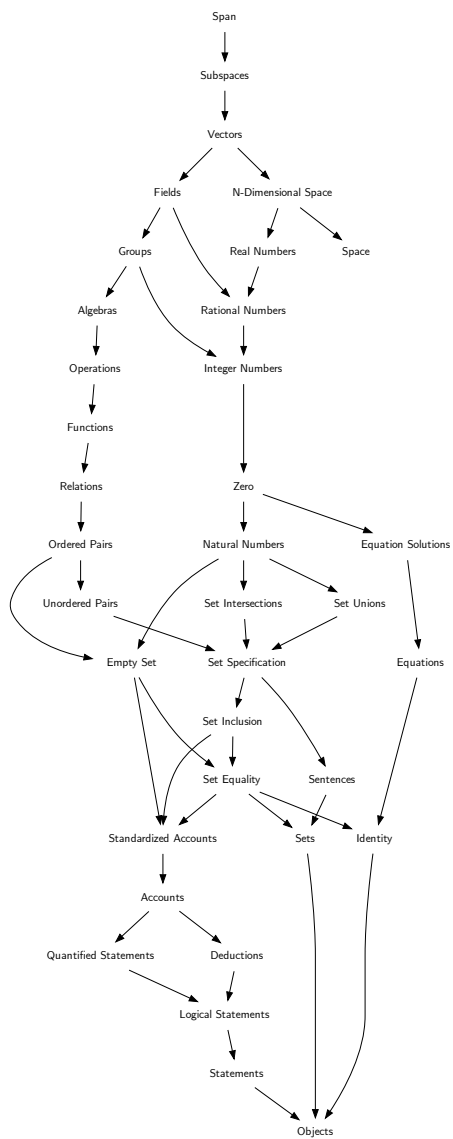 Span
Subspaces
Vectors
Fields
N-Dimensional Space
Groups
Real Numbers
Space
Algebras
Rational Numbers
Operations
Integer Numbers
Functions
Relations
Zero
Ordered Pairs
Natural Numbers
Equation Solutions
Unordered Pairs
Set Intersections
Set Unions
Empty Set
Set Specification
Equations
Set Inclusion
Set Equality
Sentences
Standardized Accounts
Sets
Identity
Accounts
Quantified Statements
Deductions
Logical Statements
Statements
Objects